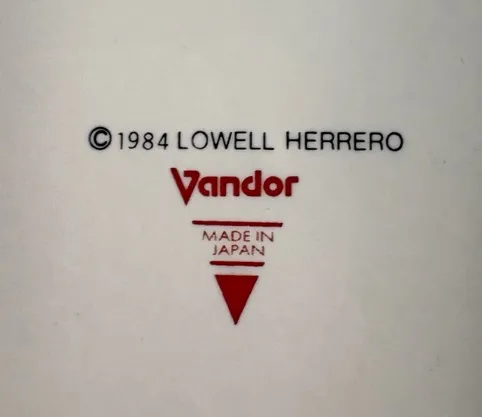 ©1984 LOWELL HERRERO
Vandor
MADE IN
JAPAN